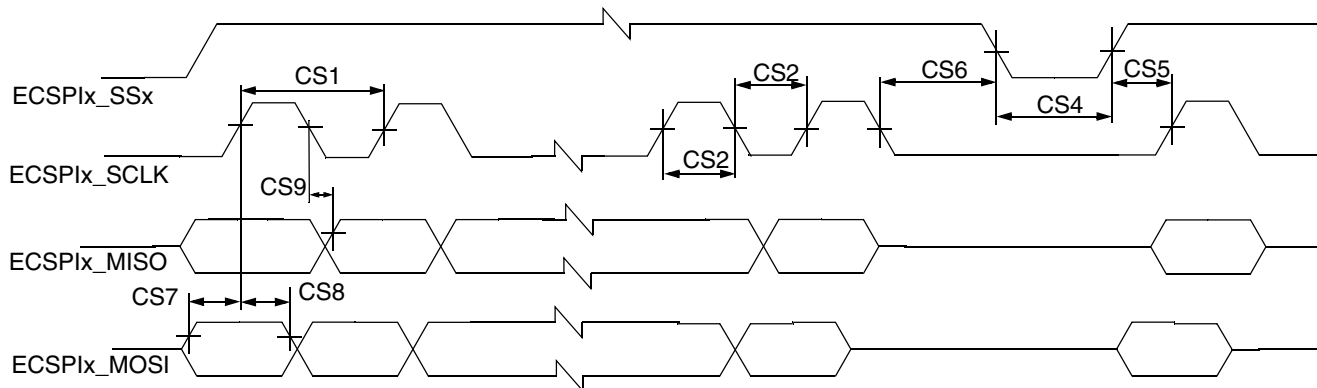 CS1
CS2
CS6
CS5
ECSPIx_SSx
CS4
CS2
ECSPIx_SCLK
CS9
ECSPIx_MISO
CS7
CS8
ECSPIx_MOSI